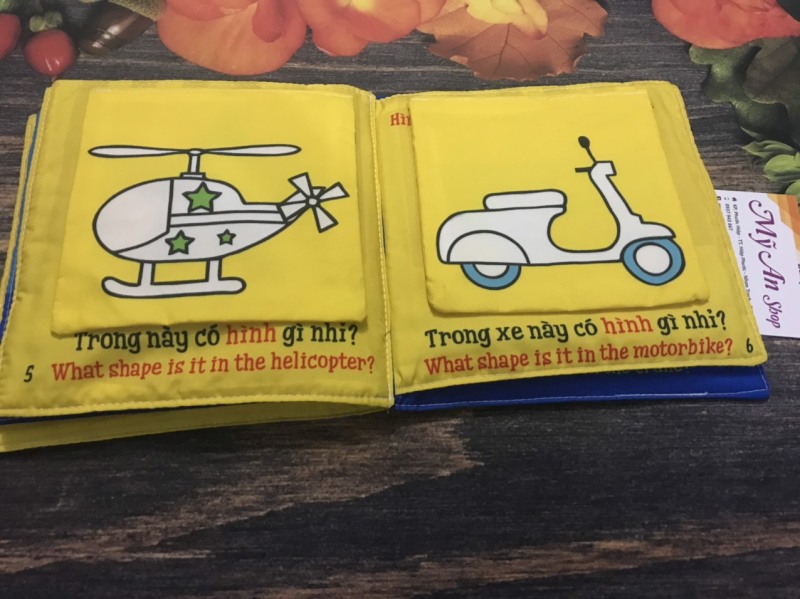 Trong này có hình gì nhỉ?
5 What shape is it in the helicopter?
Hì
Trong xe này có hình gì nhỉ?
What shape is it in the motorbike? 6
Mỹ An Shop